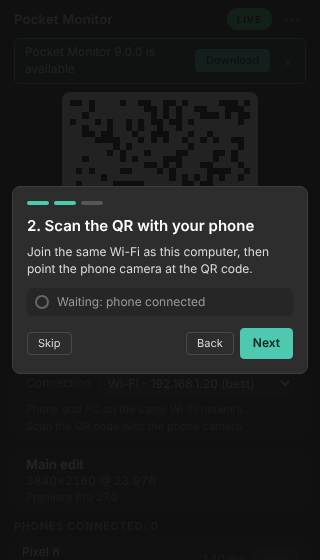 Pocket Monitor
LIVE
Pocket Monitor 9.0.0 is
available
Download
2. Scan the QR with your phone
Join the same Wi-Fi as this computer, then
point the phone camera at the QR code.
Waiting: phone connected
Skip
Back
Next
Connection
Wi-Fi - 192.168.1.20 (best)
Phone and PC on the same Wi-Fi network.
Scan the QR code with the phone camera.
Main edit
3840×2160 @ 23.976
Premiere Pro 27.0
PHONES CONNECTED: 0
Pixel 8
140 ms